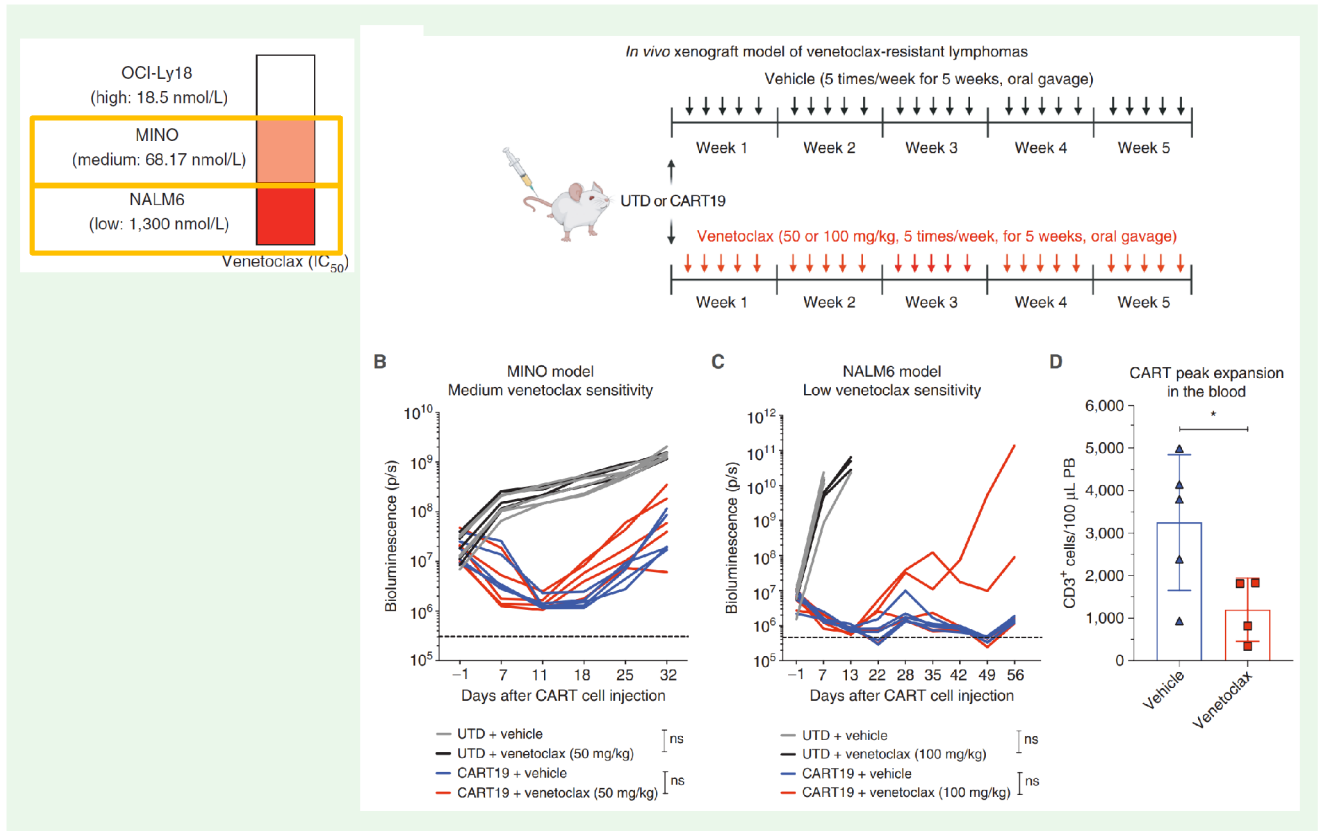 OCI-Ly18
(high: 18.5 nmol/L)
MINO
(medium: 68.17 nmol/L)
NALM6
(low: 1,300 nmol/L)
Venetoclax (IC50)
In vivo xenograft model of venetoclax-resistant lymphomas
Vehicle (5 times/week for 5 weeks, oral gavage)
Week 1 Week 2 Week 3 Week 4 Week 5
UTD or CART19
Venetoclax (50 or 100 mg/kg, 5 times/week, for 5 weeks, oral gavage)
Week 1 Week 2 Week 3 Week 4 Week 5
B
MINO model
Medium venetoclax sensitivity
Bioluminescence (p/s)
10^10
10^9
10^8
10^7
10^6
10^5
−1 7 11 18 25 32
Days after CART cell injection
UTD + vehicle
UTD + venetoclax (50 mg/kg)
ns
CART19 + vehicle
CART19 + venetoclax (50 mg/kg)
ns
C
NALM6 model
Low venetoclax sensitivity
Bioluminescence (p/s)
10^12
10^11
10^10
10^9
10^8
10^7
10^6
10^5
−1 7 13 22 28 35 42 49 56
Days after CART cell injection
UTD + vehicle
UTD + venetoclax (100 mg/kg)
ns
CART19 + vehicle
CART19 + venetoclax (100 mg/kg)
ns
D
CART peak expansion
in the blood
CD3+ cells/100 μL PB
6,000
5,000
4,000
3,000
2,000
1,000
0
*
Vehicle
Venetoclax